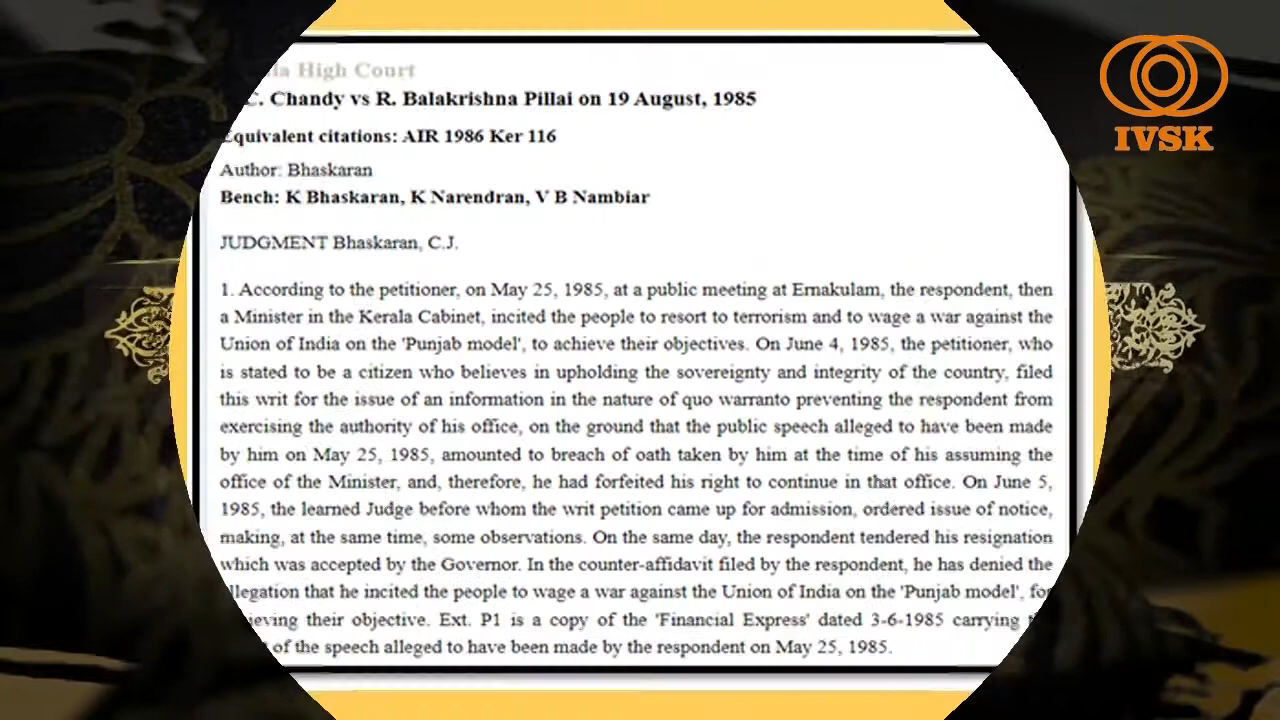 High Court
C. Chandy vs R. Balakrishna Pillai on 19 August, 1985
Equivalent citations: AIR 1986 Ker 116
Author: Bhaskaran
Bench: K Bhaskaran, K Narendran, V B Nambiar
JUDGMENT Bhaskaran, C.J.
1. According to the petitioner, on May 25, 1985, at a public meeting at Ernakulam, the respondent, then
a Minister in the Kerala Cabinet, incited the people to resort to terrorism and to wage a war against the
Union of India on the 'Punjab model', to achieve their objectives. On June 4, 1985, the petitioner, who
is stated to be a citizen who believes in upholding the sovereignty and integrity of the country, filed
this writ for the issue of an information in the nature of quo warranto preventing the respondent from
exercising the authority of his office, on the ground that the public speech alleged to have been made
by him on May 25, 1985, amounted to breach of oath taken by him at the time of his assuming the
office of the Minister, and, therefore, he had forfeited his right to continue in that office. On June 5,
1985, the learned Judge before whom the writ petition came up for admission, ordered issue of notice,
making, at the same time, some observations. On the same day, the respondent tendered his resignation
which was accepted by the Governor. In the counter-affidavit filed by the respondent, he has denied the
llegation that he incited the people to wage a war against the Union of India on the 'Punjab model', for
ieving their objective. Ext. P1 is a copy of the 'Financial Express' dated 3-6-1985 carrying
of the speech alleged to have been made by the respondent on May 25, 1985.
IVSK